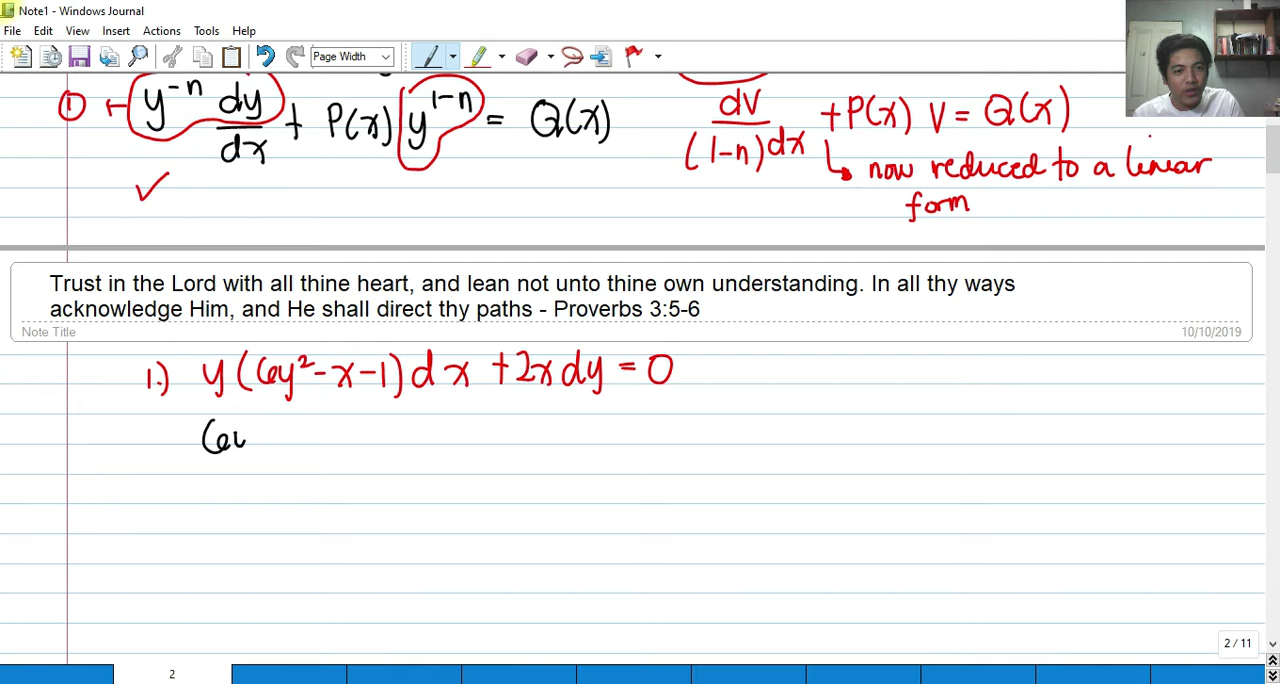 Note1 - Windows Journal
File Edit View Insert Actions Tools Help
Page Width
① y^-n dy/dx + P(x) y^1-n = Q(x)
dv/(1-n)dx + P(x) V = Q(x)
now reduced to a linear
form
Trust in the Lord with all thine heart, and lean not unto thine own understanding. In all thy ways
acknowledge Him, and He shall direct thy paths - Proverbs 3:5-6
Note Title 10/10/2019
1.) y(6y²-x-1)dx +2xdy = 0
2 / 11
2